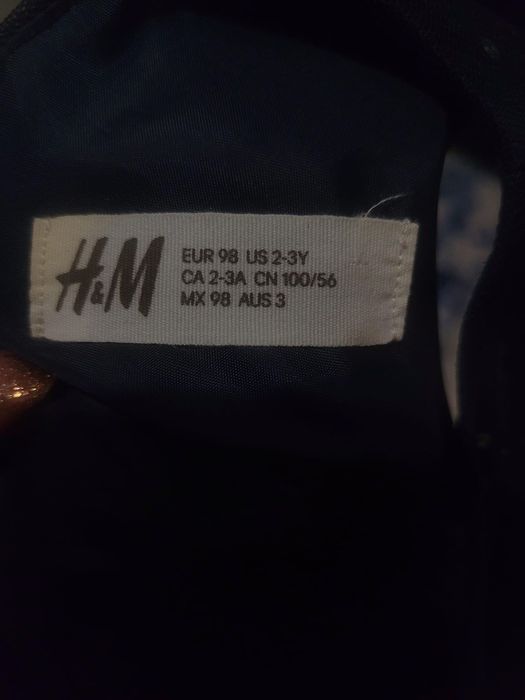 H&M
EUR 98 US 2-3Y
CA 2-3A CN 100/56
MX 98 AUS 3